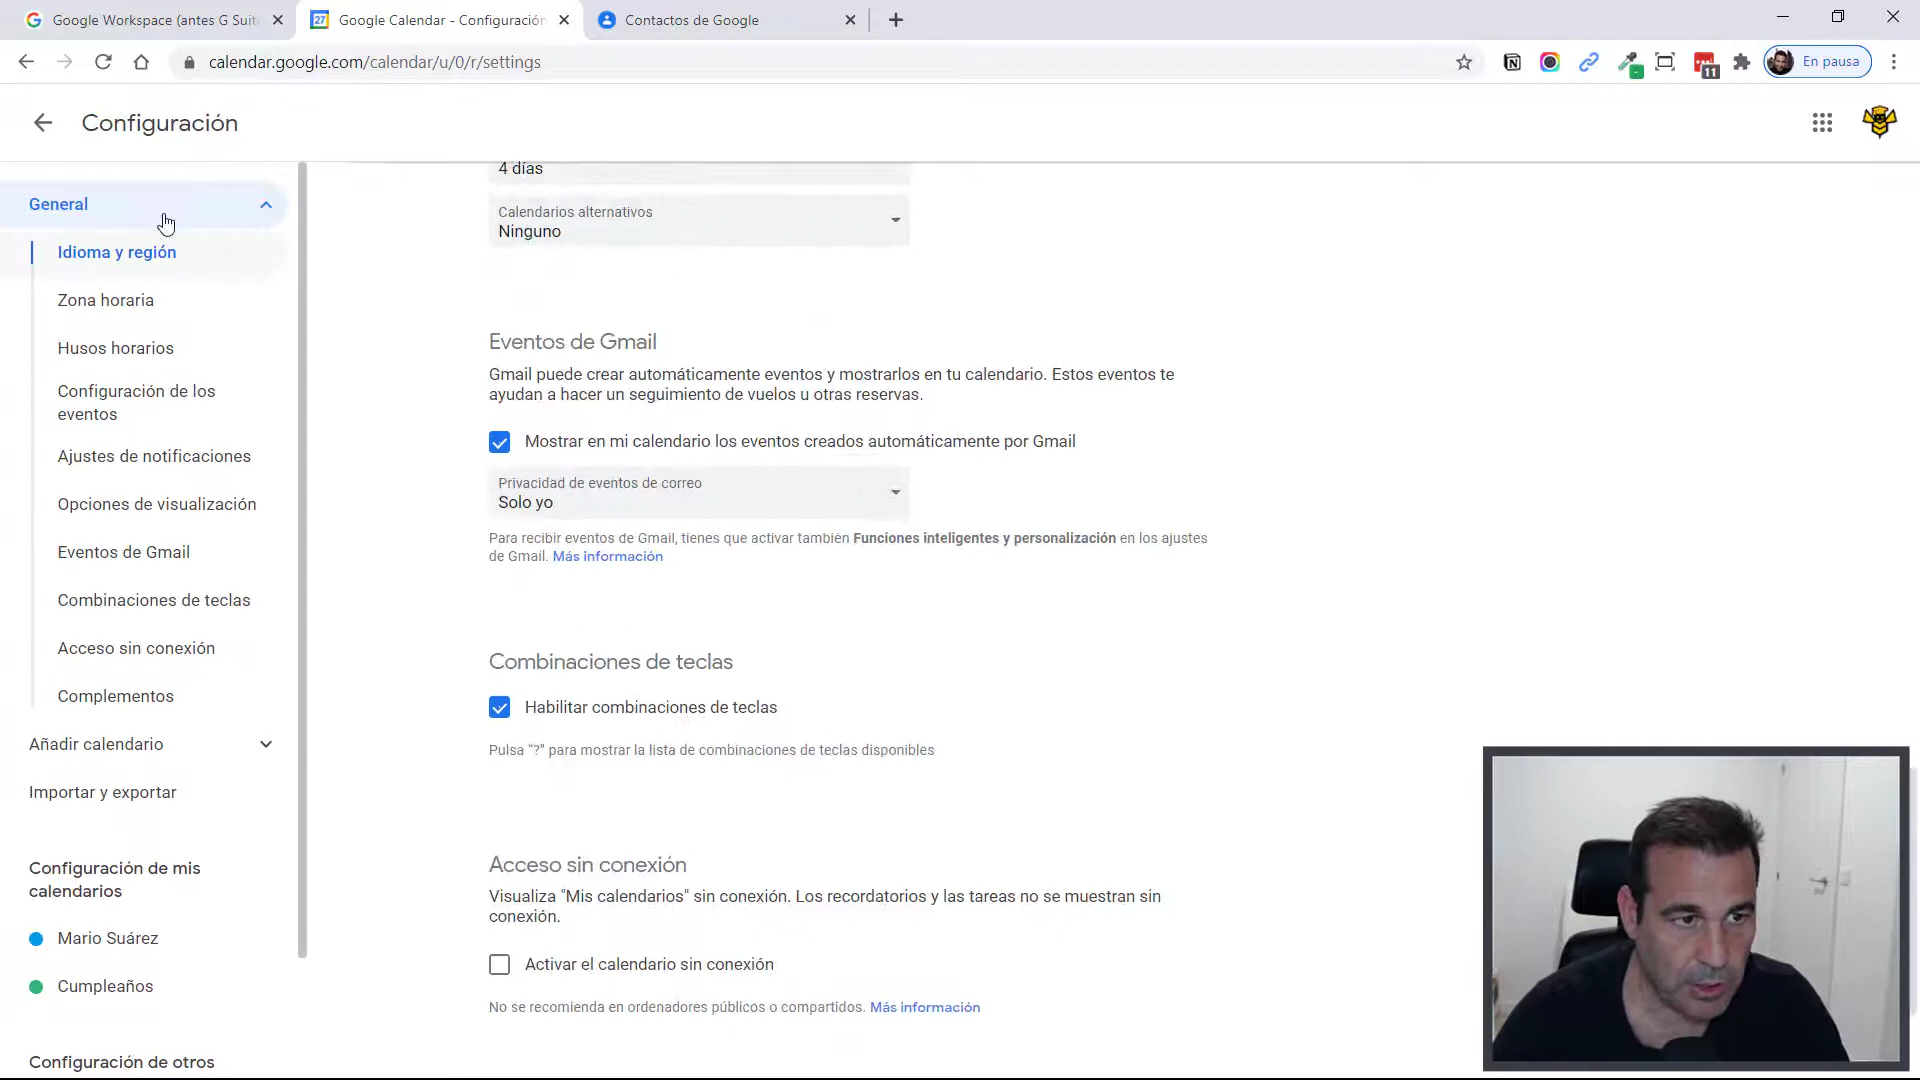 Google Workspace (antes G Suit
Google Calendar - Configuración
Contactos de Google
calendar.google.com/calendar/u/0/r/settings
11
En pausa
Configuración
General
Idioma y región
Zona horaria
Husos horarios
Configuración de los
eventos
Ajustes de notificaciones
Opciones de visualización
Eventos de Gmail
Combinaciones de teclas
Acceso sin conexión
Complementos
Añadir calendario
Importar y exportar
Configuración de mis
calendarios
Mario Suárez
Cumpleaños
Configuración de otros
4 días
Calendarios alternativos
Ninguno
Eventos de Gmail
Gmail puede crear automáticamente eventos y mostrarlos en tu calendario. Estos eventos te
ayudan a hacer un seguimiento de vuelos u otras reservas.
Mostrar en mi calendario los eventos creados automáticamente por Gmail
Privacidad de eventos de correo
Solo yo
Para recibir eventos de Gmail, tienes que activar también Funciones inteligentes y personalización en los ajustes
de Gmail. Más información
Combinaciones de teclas
Habilitar combinaciones de teclas
Pulsa "?" para mostrar la lista de combinaciones de teclas disponibles
Acceso sin conexión
Visualiza "Mis calendarios" sin conexión. Los recordatorios y las tareas no se muestran sin
conexión.
Activar el calendario sin conexión
No se recomienda en ordenadores públicos o compartidos. Más información